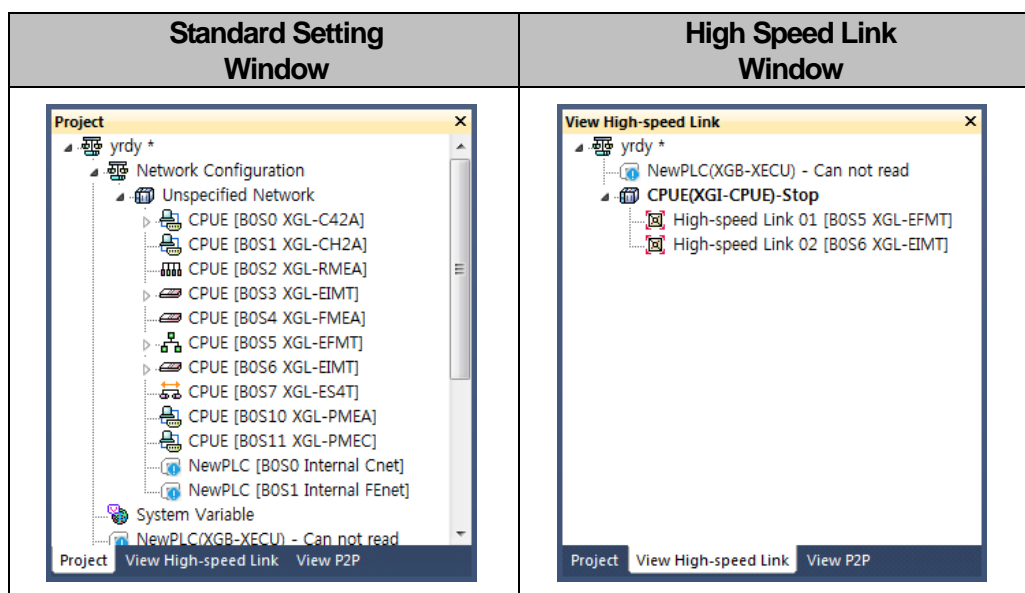 Standard Setting
Window
High Speed Link
Window
Project
yrdy *
Network Configuration
Unspecified Network
CPUE [B0S0 XGL-C42A]
CPUE [B0S1 XGL-CH2A]
CPUE [B0S2 XGL-RMEA]
CPUE [B0S3 XGL-EIMT]
CPUE [B0S4 XGL-FMEA]
CPUE [B0S5 XGL-EFMT]
CPUE [B0S6 XGL-EIMT]
CPUE [B0S7 XGL-ES4T]
CPUE [B0S10 XGL-PMEA]
CPUE [B0S11 XGL-PMEC]
NewPLC [B0S0 Internal Cnet]
NewPLC [B0S1 Internal FEnet]
System Variable
NewPLC(XGB-XECU) - Can not read
Project View High-speed Link View P2P
View High-speed Link
yrdy *
NewPLC(XGB-XECU) - Can not read
CPUE(XGI-CPUE)-Stop
High-speed Link 01 [B0S5 XGL-EFMT]
High-speed Link 02 [B0S6 XGL-EIMT]
Project View High-speed Link View P2P